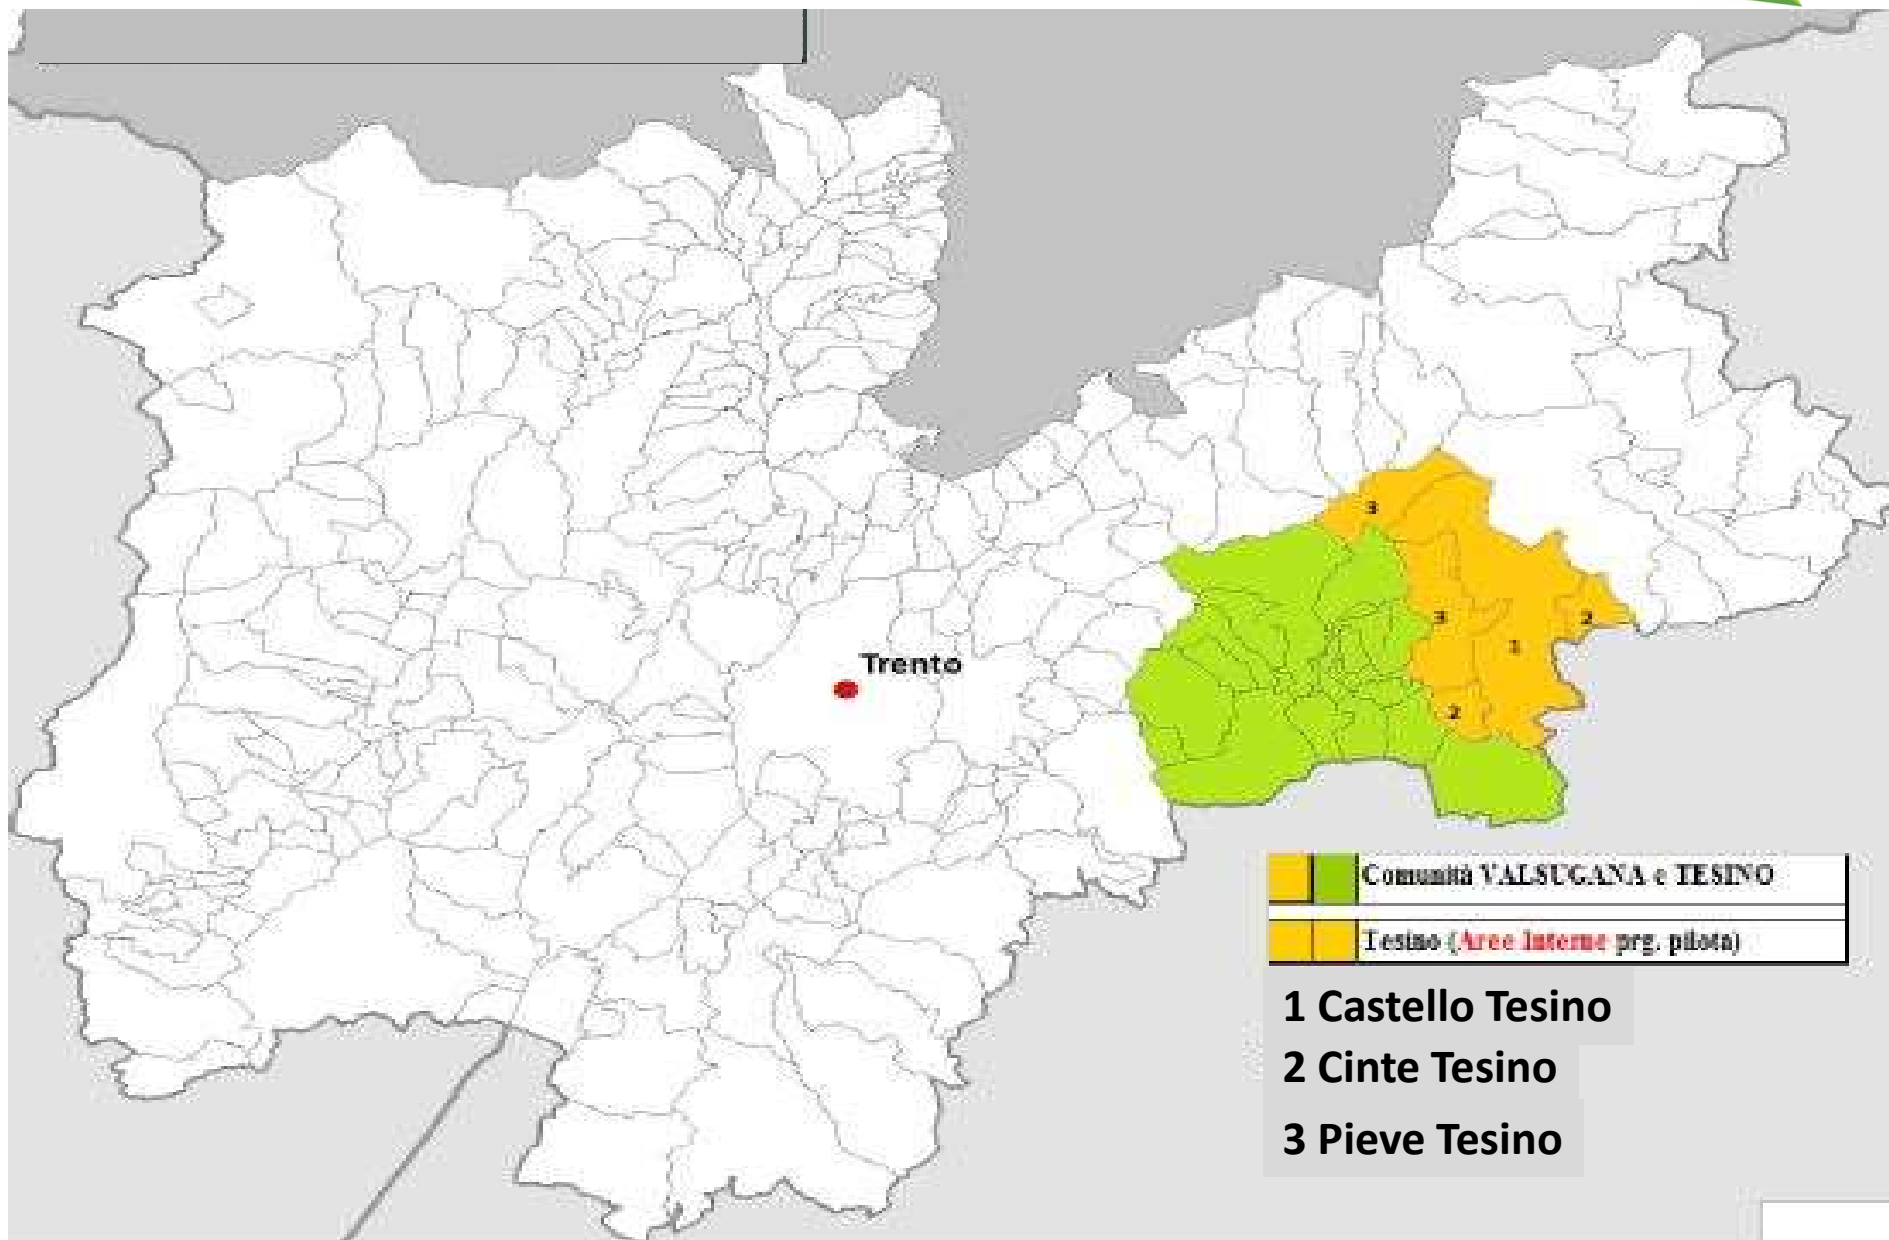 3
3
2
1
2
Trento
Comunità VALSUGANA e TESINO
Tesino (Aree Interne prg. pilota)
1 Castello Tesino
2 Cinte Tesino
3 Pieve Tesino